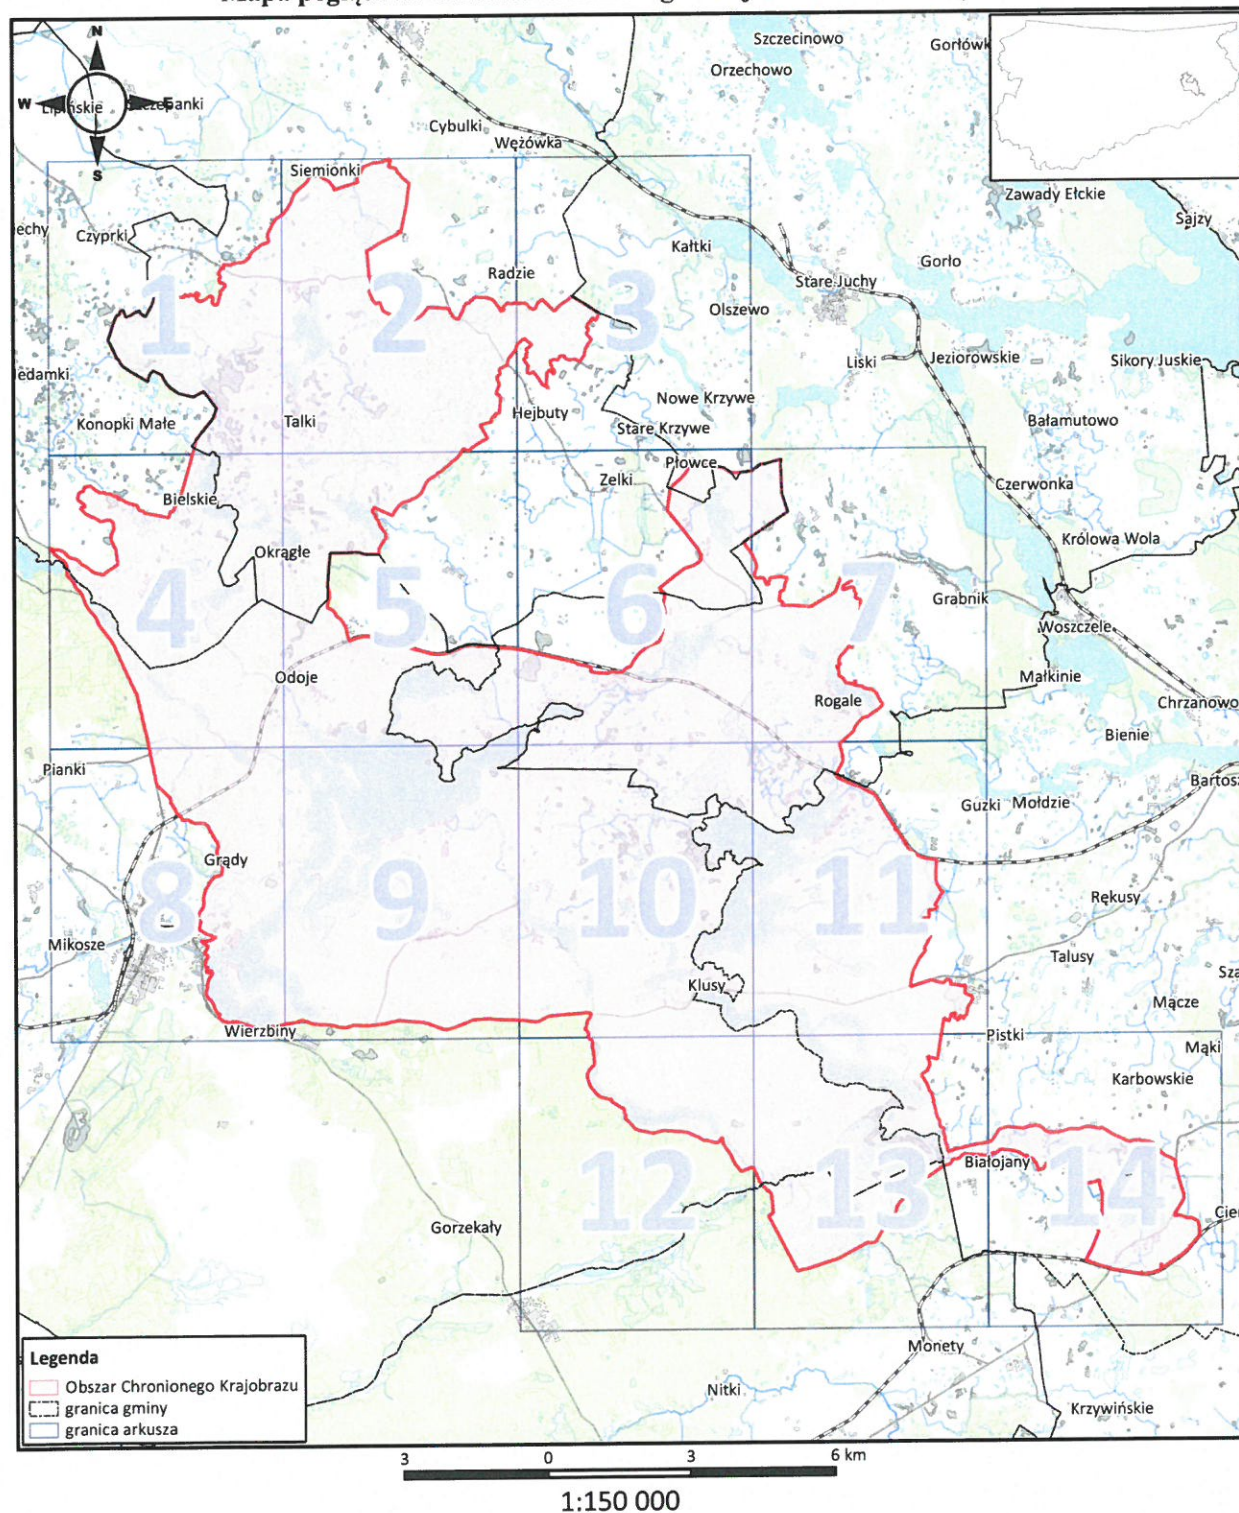 N
Szczecinowo
Gorłówk
Orzechowo
W
E
S
Cybulki
Wężówka
Siemionki
Zawady Ełckie
Sajzy
Czyprki
Kałtki
Radzie
Gorło
Stare Juchy
1
2
3
Olszewo
Liski
Jeziorowskie
Sikory Juskie
Nowe Krzywe
Hejbuty
Konopki Małe
Talki
Stare Krzywe
Bałamutowo
Płowce
Zelki
Czerwonka
Bielskie
Królowa Wola
Okrągłe
4
5
6
7
Grabnik
Woszczele
Odoje
Małkinie
Rogale
Chrzanowo
Bienie
Pianki
Bartosz
Guzki
Mołdzie
Grądy
8
9
10
11
Rękusy
Mikosze
Talusy
Klusy
Mącze
Wierzbiny
Pistki
Mąki
Karbowskie
12
13
14
Białojany
Gorzekały
Monety
Nitki
Krzywińskie
Legenda
Obszar Chronionego Krajobrazu
granica gminy
granica arkusza
3 0 3 6 km
1:150 000